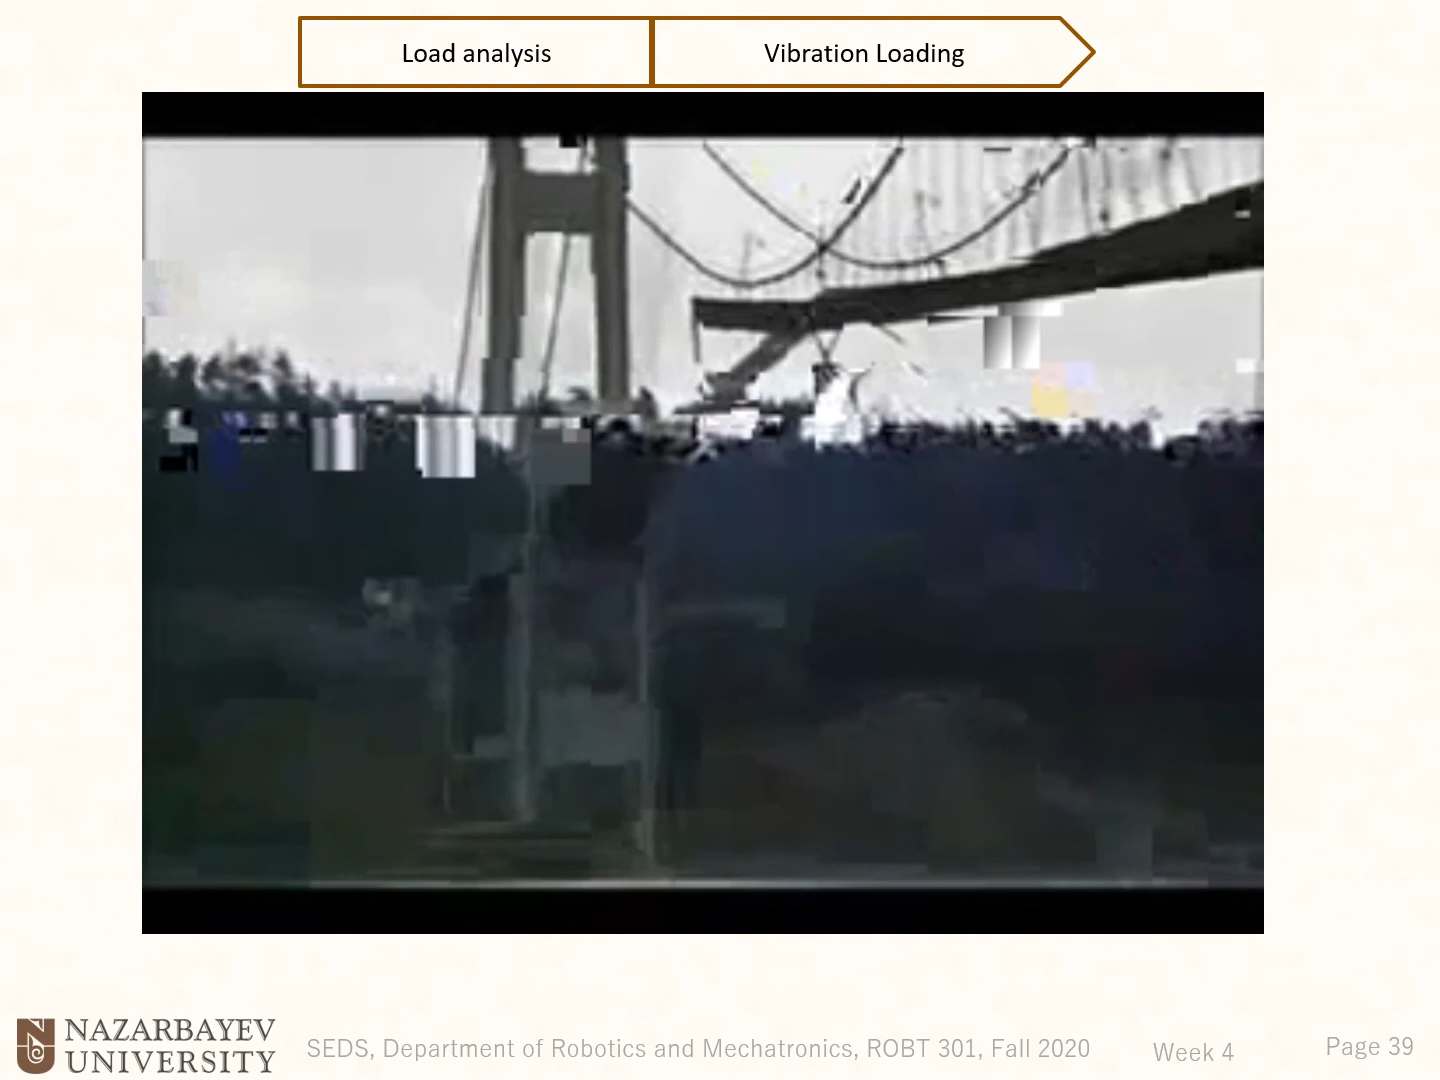 Load analysis
Vibration Loading
NAZARBAYEV
UNIVERSITY
SEDS, Department of Robotics and Mechatronics, ROBT 301, Fall 2020
Week 4
Page 39